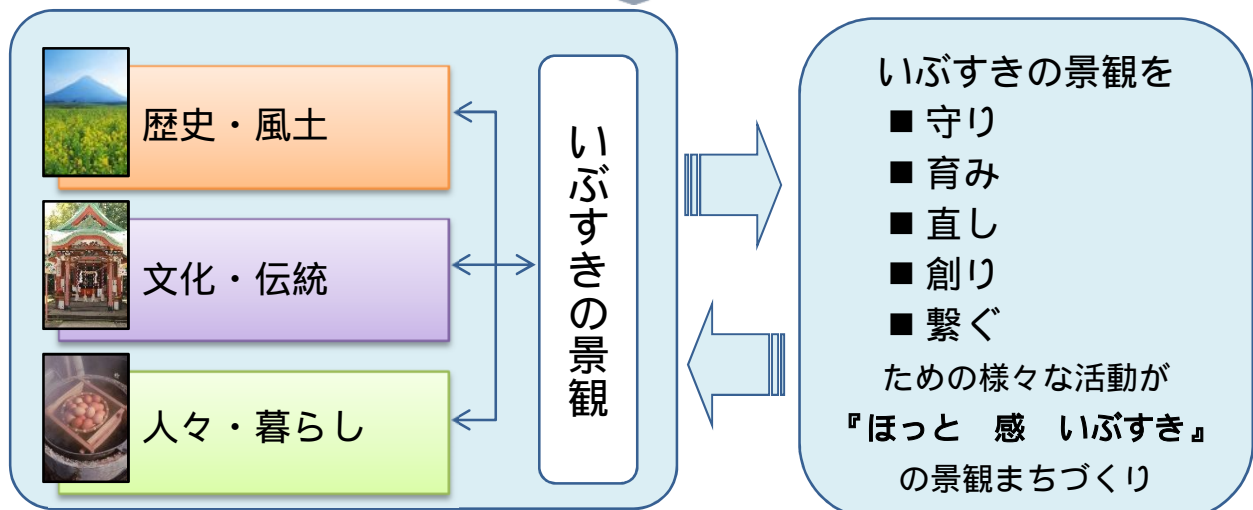 歴史・風土
文化・伝統
人々・暮らし
いぶすきの景観
いぶすきの景観を
■ 守り
■ 育み
■ 直し
■ 創り
■ 繋ぐ
ための様々な活動が
『ほっと　感　いぶすき』
の景観まちづくり